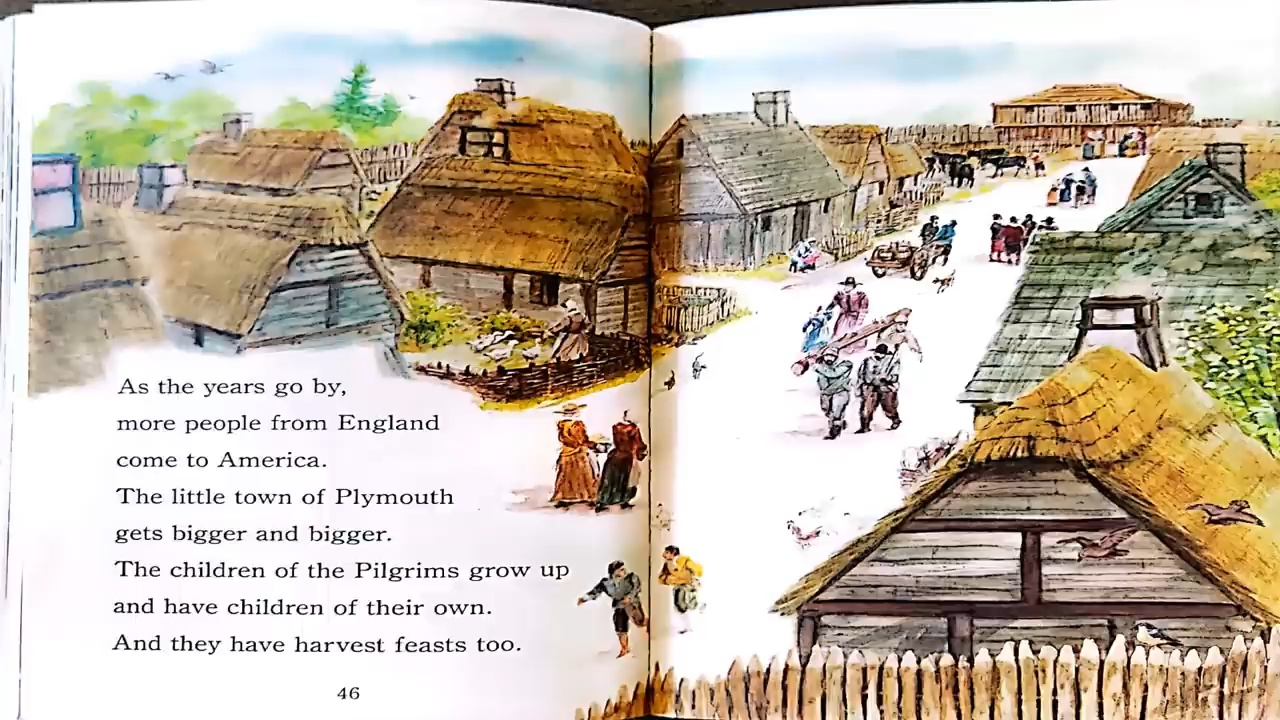 As the years go by,
more people from England
come to America.
The little town of Plymouth
gets bigger and bigger.
The children of the Pilgrims grow up
and have children of their own.
And they have harvest feasts too.
46